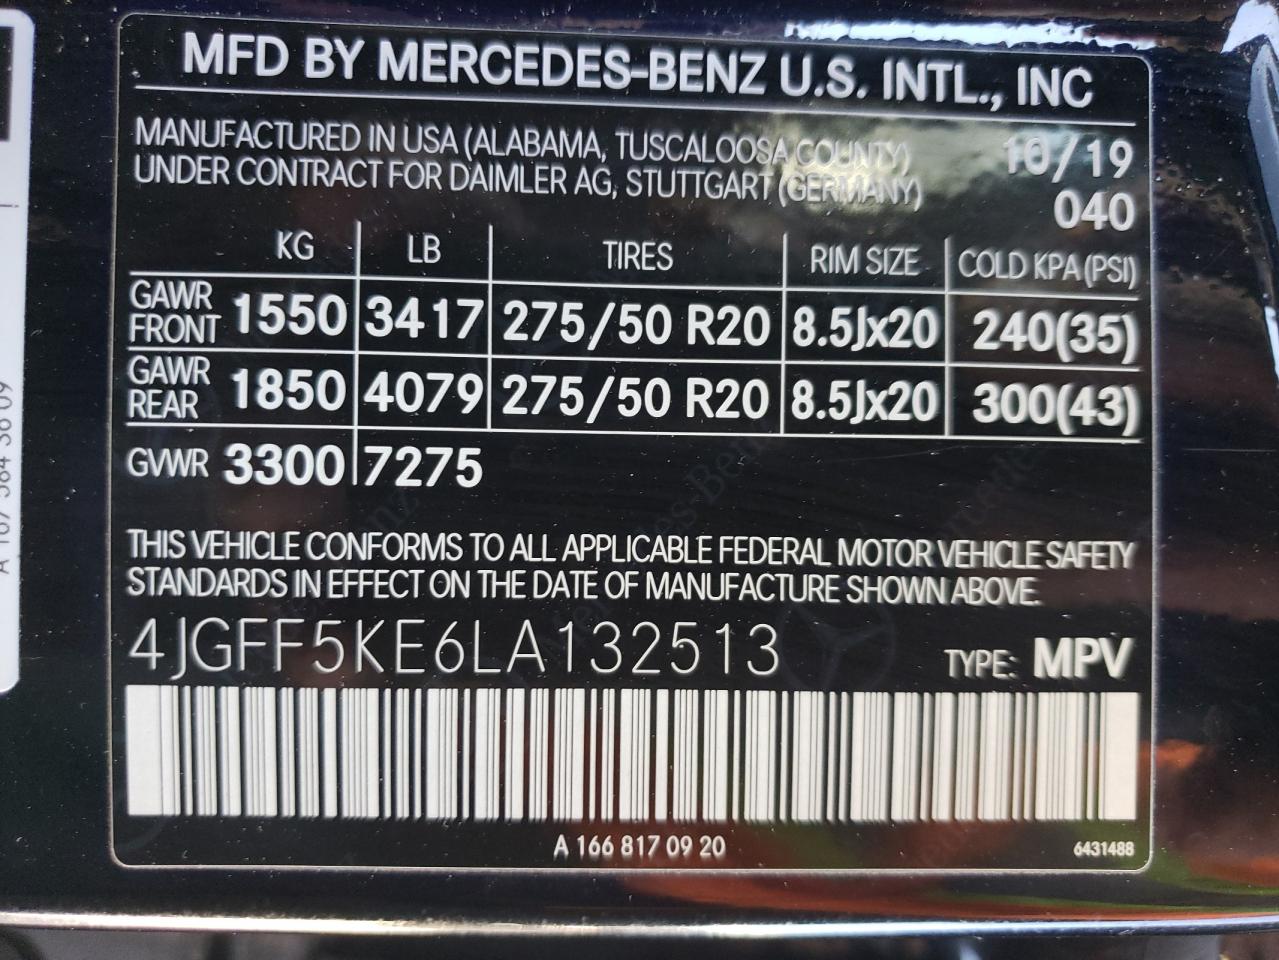 MFD BY MERCEDES-BENZ U.S. INTL., INC
MANUFACTURED IN USA (ALABAMA, TUSCALOOSA COUNTY) 10/19
UNDER CONTRACT FOR DAIMLER AG, STUTTGART (GERMANY) 040
KG LB TIRES RIM SIZE COLD KPA (PSI)
GAWR FRONT 1550 3417 275/50 R20 8.5Jx20 240(35)
GAWR REAR 1850 4079 275/50 R20 8.5Jx20 300(43)
GVWR 3300 7275
THIS VEHICLE CONFORMS TO ALL APPLICABLE FEDERAL MOTOR VEHICLE SAFETY
STANDARDS IN EFFECT ON THE DATE OF MANUFACTURE SHOWN ABOVE.
4JGFF5KE6LA132513 TYPE: MPV
A 166 817 09 20 6431488